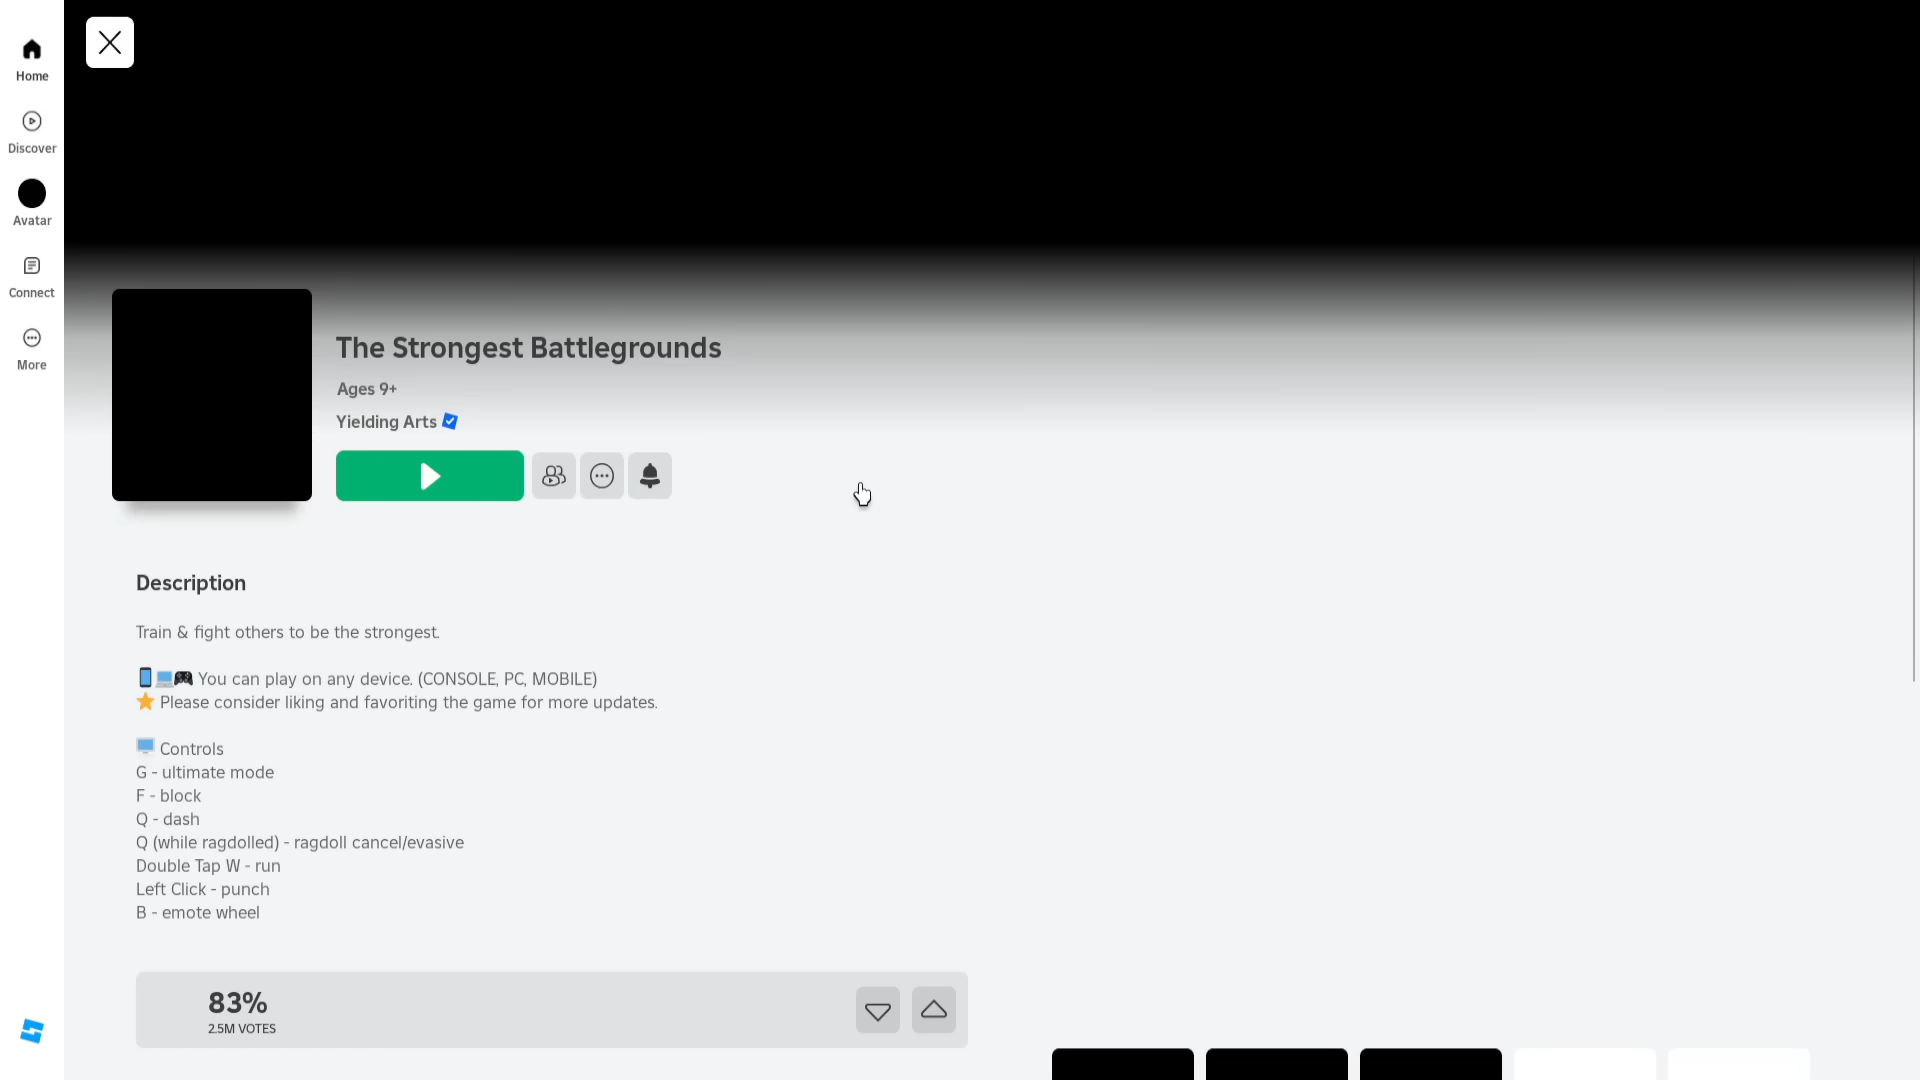 Home
Discover
Avatar
Connect
More
The Strongest Battlegrounds
Ages 9+
Yielding Arts
Description
Train & fight others to be the strongest.
📱💻🎮 You can play on any device. (CONSOLE, PC, MOBILE)
⭐ Please consider liking and favoriting the game for more updates.
🖥️ Controls
G - ultimate mode
F - block
Q - dash
Q (while ragdolled) - ragdoll cancel/evasive
Double Tap W - run
Left Click - punch
B - emote wheel
83%
2.5M VOTES